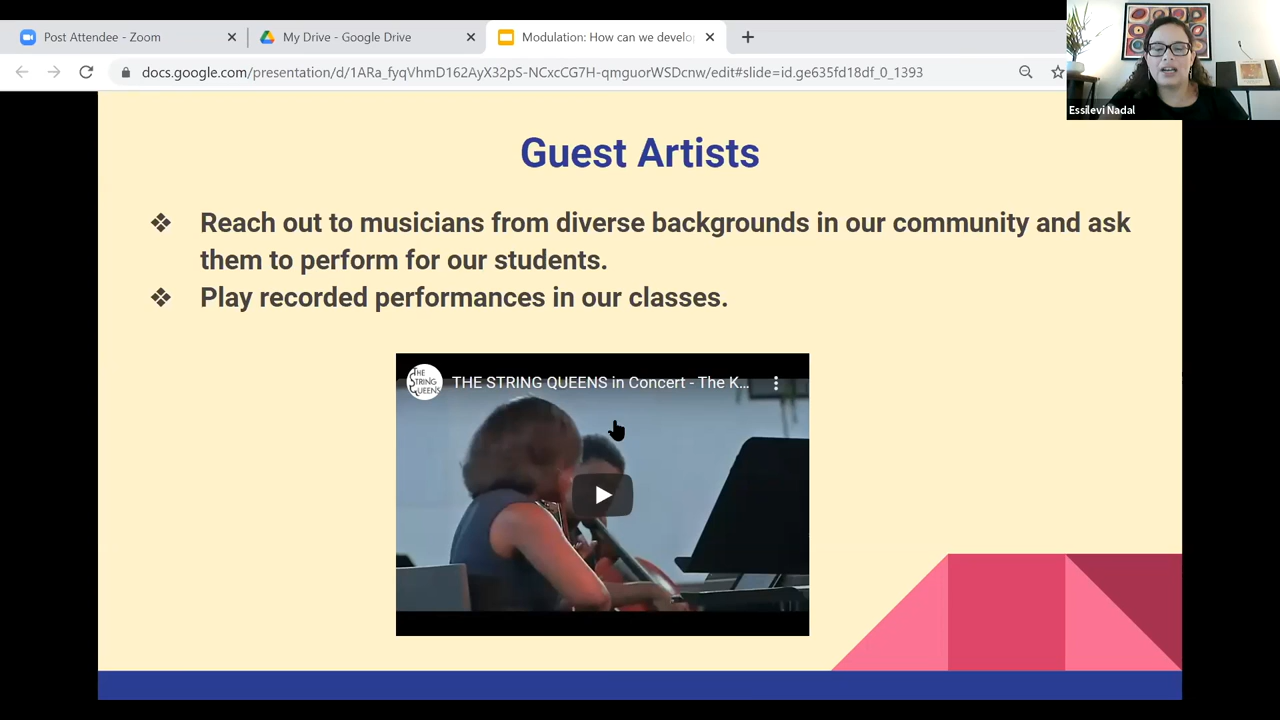 Post Attendee - Zoom
My Drive - Google Drive
Modulation: How can we develo
docs.google.com/presentation/d/1ARa_fyqVhmD162AyX32pS-NCxcCG7H-qmguorWSDcnw/edit#slide=id.ge635fd18df_0_1393
Essilevi Nadal
Guest Artists
❖ Reach out to musicians from diverse backgrounds in our community and ask
them to perform for our students.
❖ Play recorded performances in our classes.
THE
STRING
QUEENS
THE STRING QUEENS in Concert - The K...